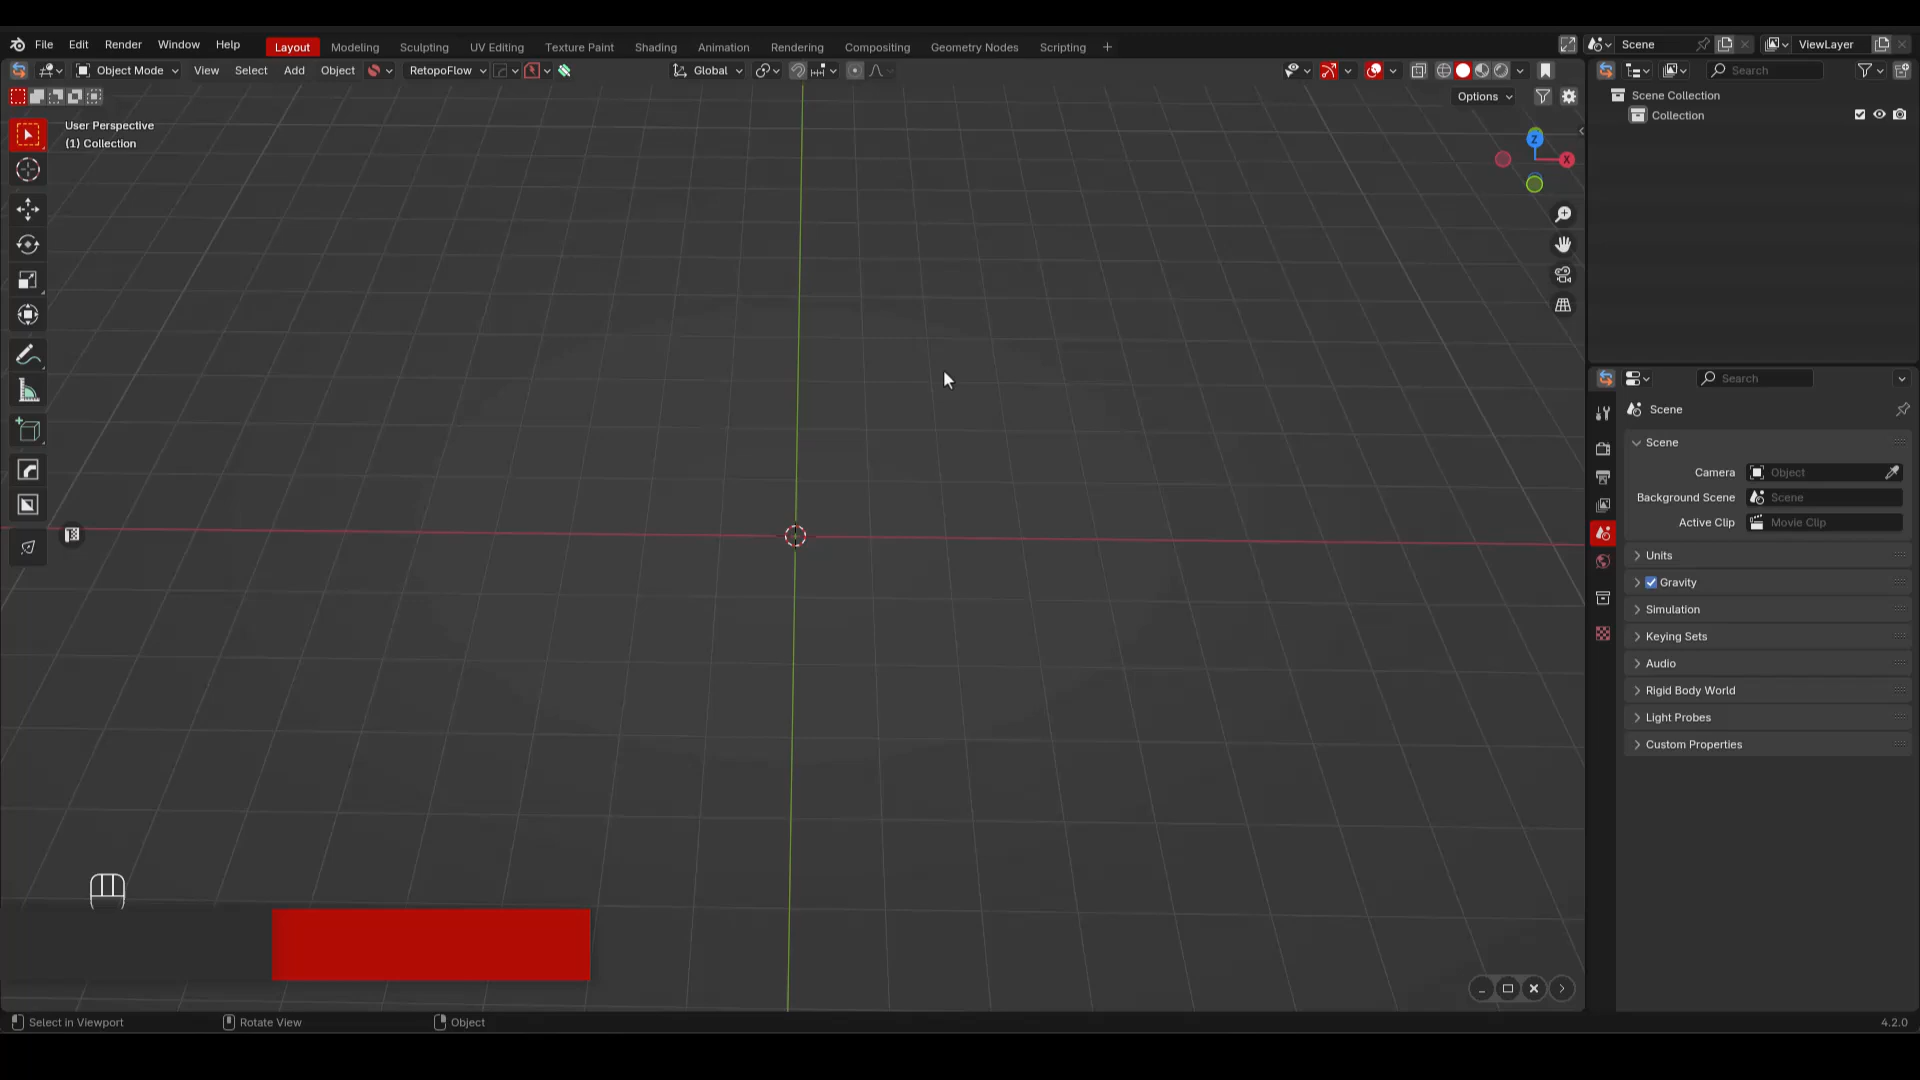 File Edit Render Window Help Layout Modeling Sculpting UV Editing Texture Paint Shading Animation Rendering Compositing Geometry Nodes Scripting + Scene ViewLayer
Object Mode View Select Add Object RetopoFlow Global Search
Options
User Perspective
(1) Collection
Z
X
Scene Collection
Collection
Search
Scene
Scene
Camera Object
Background Scene Scene
Active Clip Movie Clip
Units
Gravity
Simulation
Keying Sets
Audio
Rigid Body World
Light Probes
Custom Properties
Select in Viewport Rotate View Object 4.2.0